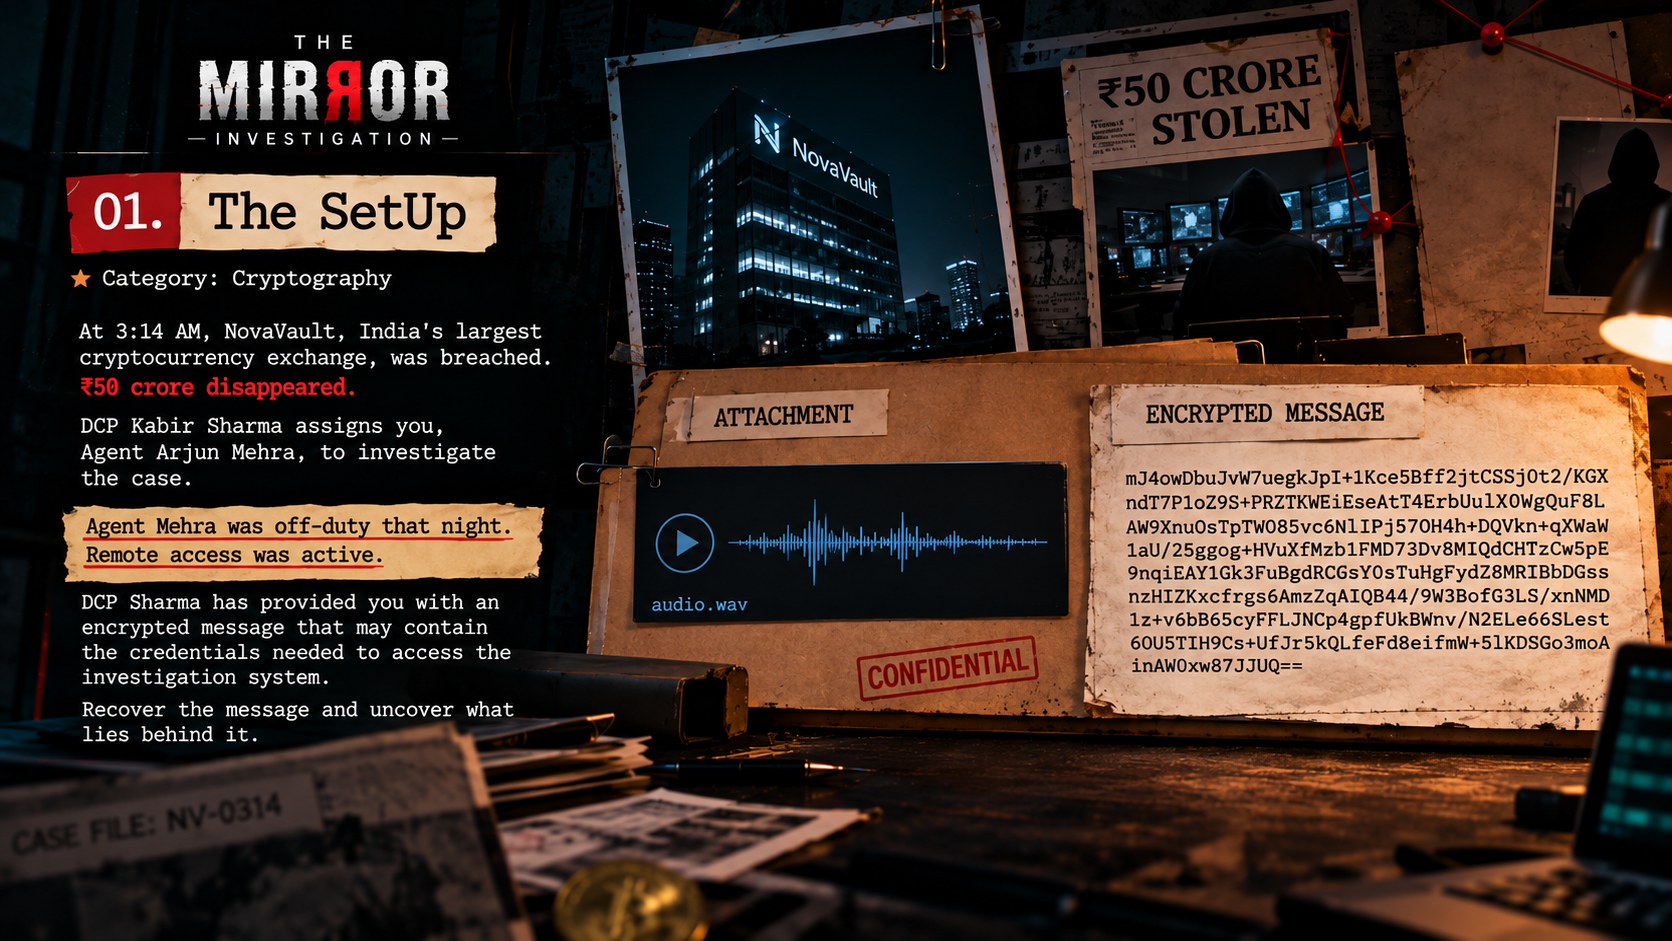 THE
MIRROR
INVESTIGATION
01. The SetUp
Category: Cryptography
At 3:14 AM, NovaVault, India's largest
cryptocurrency exchange, was breached.
₹50 crore disappeared.
DCP Kabir Sharma assigns you,
Agent Arjun Mehra, to investigate
the case.
Agent Mehra was off-duty that night.
Remote access was active.
DCP Sharma has provided you with an
encrypted message that may contain
the credentials needed to access the
investigation system.
Recover the message and uncover what
lies behind it.
CASE FILE: NV-0314
NovaVault
₹50 CRORE
STOLEN
ATTACHMENT
audio.wav
CONFIDENTIAL
ENCRYPTED MESSAGE
mJ4owDbuJvW7uegkJpI+1Kce5Bff2jtCSSj0t2/KGX
ndT7PloZ9S+PRZTKWEiEseAtT4ErbUulX0WgQuF8L
AW9XnuOsTpTWO85vc6NlIPj57OH4h+DQVkn+qXWaW
1aU/25ggog+HVuXfMzb1FMD73Dv8MIQdCHTzCw5pE
9nqiEAY1Gk3FuBgdRCGsY0sTuHgFydZ8MRIBbDGss
nzHIZKxcfrgs6AmzZqAIQB44/9W3BofG3LS/xnNMD
1z+v6bB65cyFFLJNCp4gpfUkBWnv/N2ELe66SLest
6OU5TIH9Cs+UfJr5kQLfeFd8eifmW+5lKDSGo3moA
inAW0xw87JJUQ==